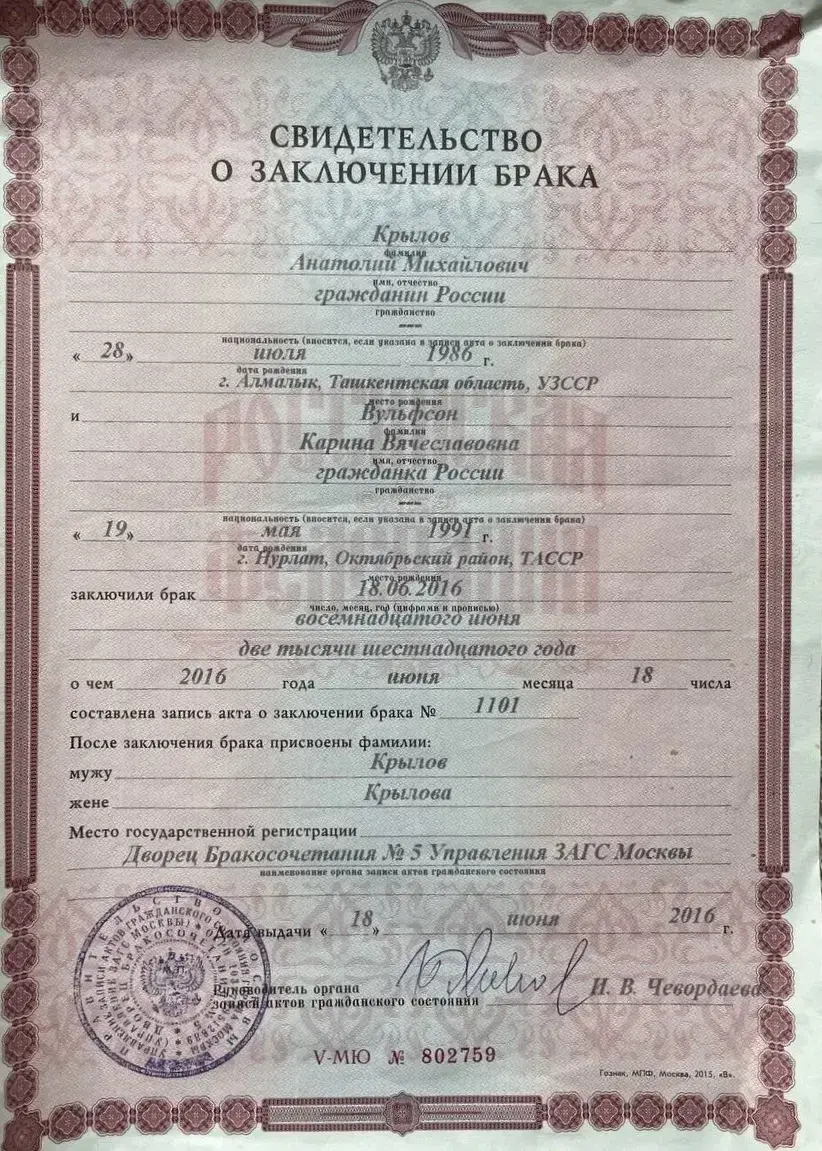 СВИДЕТЕЛЬСТВО
О ЗАКЛЮЧЕНИИ БРАКА
Крылов
фамилия
Анатолий Михайлович
имя, отчество
гражданин России
гражданство
---
национальность (вносится, если указана в записи акта о заключении брака)
« 28 » июля 1986 г.
дата рождения
г. Алмалык, Ташкентская область, УЗССР
место рождения
и Вульфсон
фамилия
Карина Вячеславовна
имя, отчество
гражданка России
гражданство
---
национальность (вносится, если указана в записи акта о заключении брака)
« 19 » мая 1991 г.
дата рождения
г. Нурлат, Октябрьский район, ТАССР
место рождения
заключили брак 18.06.2016
число, месяц, год (цифрами и прописью)
восемнадцатого июня
две тысячи шестнадцатого года
о чем 2016 года июня месяца 18 числа
составлена запись акта о заключении брака № 1101
После заключения брака присвоены фамилии:
мужу Крылов
жене Крылова
Место государственной регистрации
Дворец Бракосочетания № 5 Управления ЗАГС Москвы
наименование органа записи актов гражданского состояния
Дата выдачи « 18 » июня 2016 г.
Руководитель органа
записи актов гражданского состояния И. В. Чевордаева
V-МЮ № 802759
Гознак, МПФ, Москва, 2015, «В».
РОССИЙСКАЯ
ФЕДЕРАЦИЯ